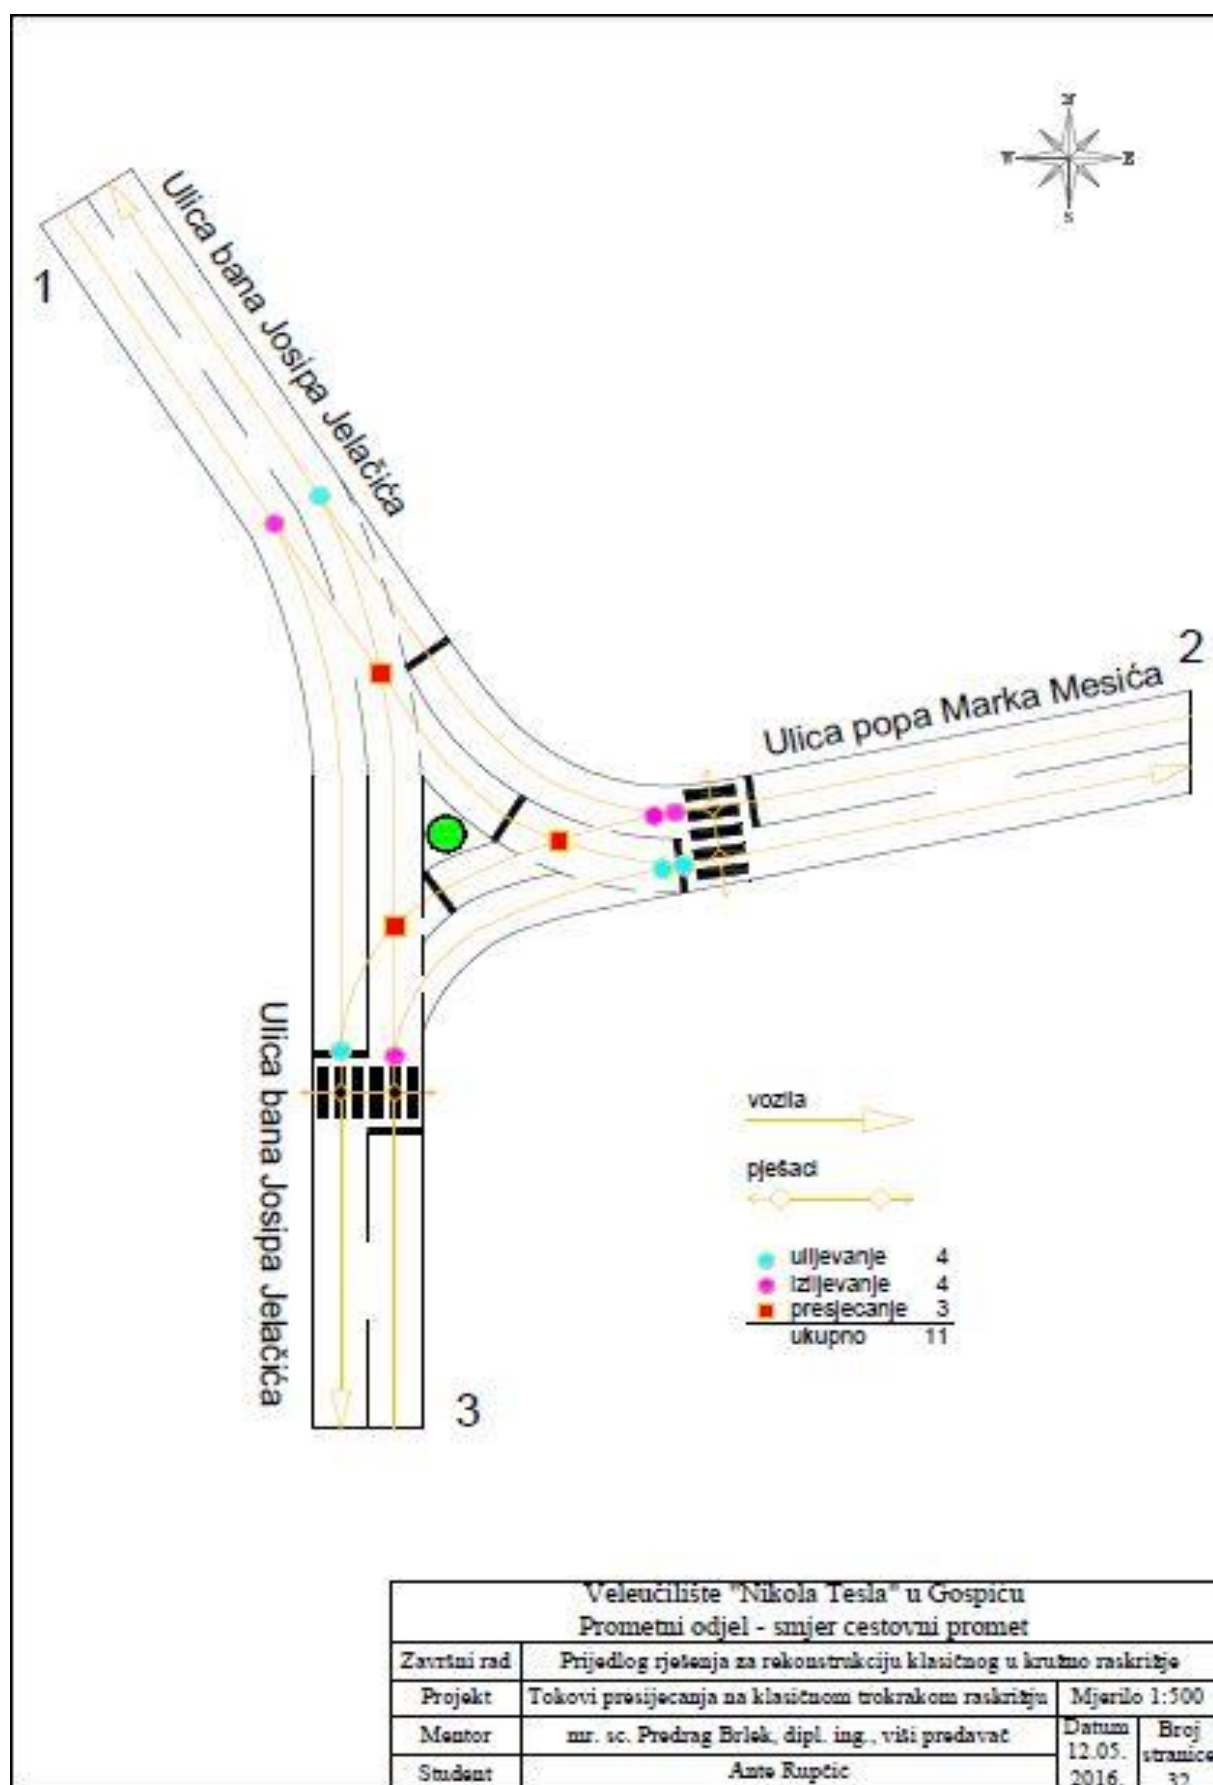 N
W E
S
Ulica bana Josipa Jelačića
1
2
Ulica popa Marka Mesića
Ulica bana Josipa Jelačića
vozila
pješaci
ulijevanje 4
izlijevanje 4
presjecanje 3
ukupno 11
3
Veleučilište "Nikola Tesla" u Gospiću
Prometni odjel - smjer cestovni promet
Završni rad Prijedlog rješenja za rekonstrukciju klasičnog u kružno raskrižje
Projekt Tokovi presijecanja na klasičnom trokrakom raskrižju Mjerilo 1:500
Mentor mr. sc. Predrag Brlek, dipl. ing., viši predavač Datum 12.05. 2016. Broj stranice 32
Student Ante Rupčić